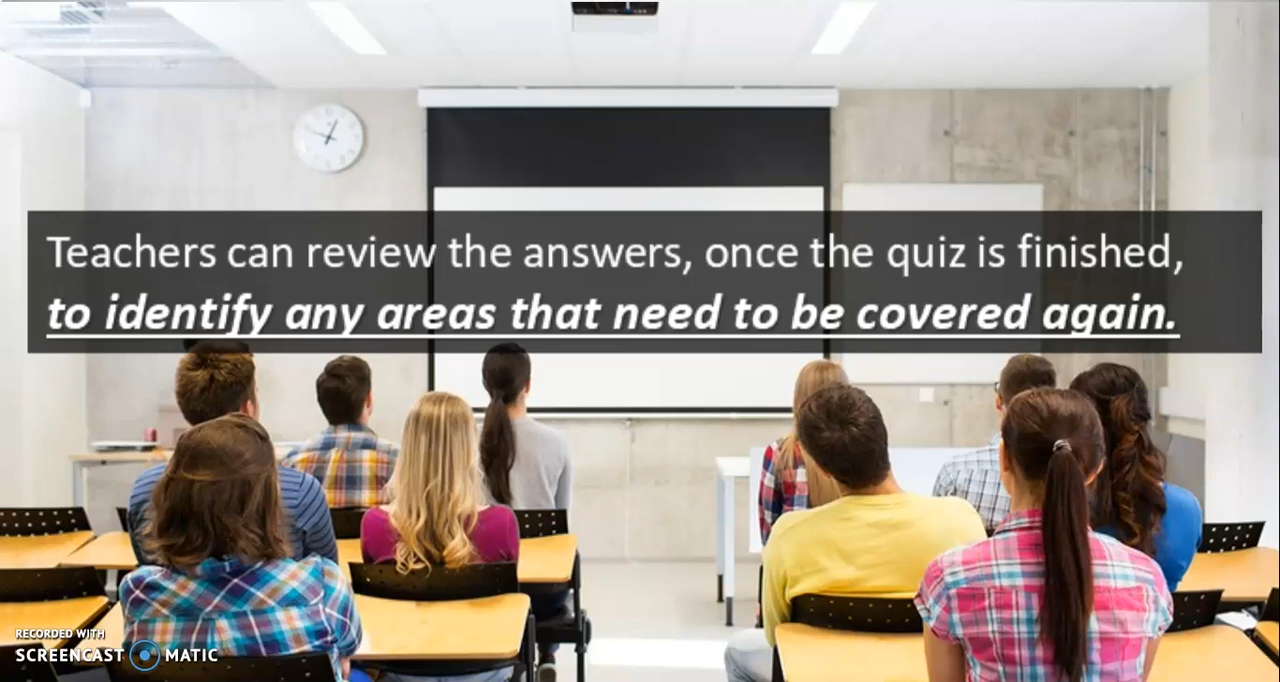 Teachers can review the answers, once the quiz is finished,
to identify any areas that need to be covered again.
RECORDED WITH
SCREENCAST MATIC